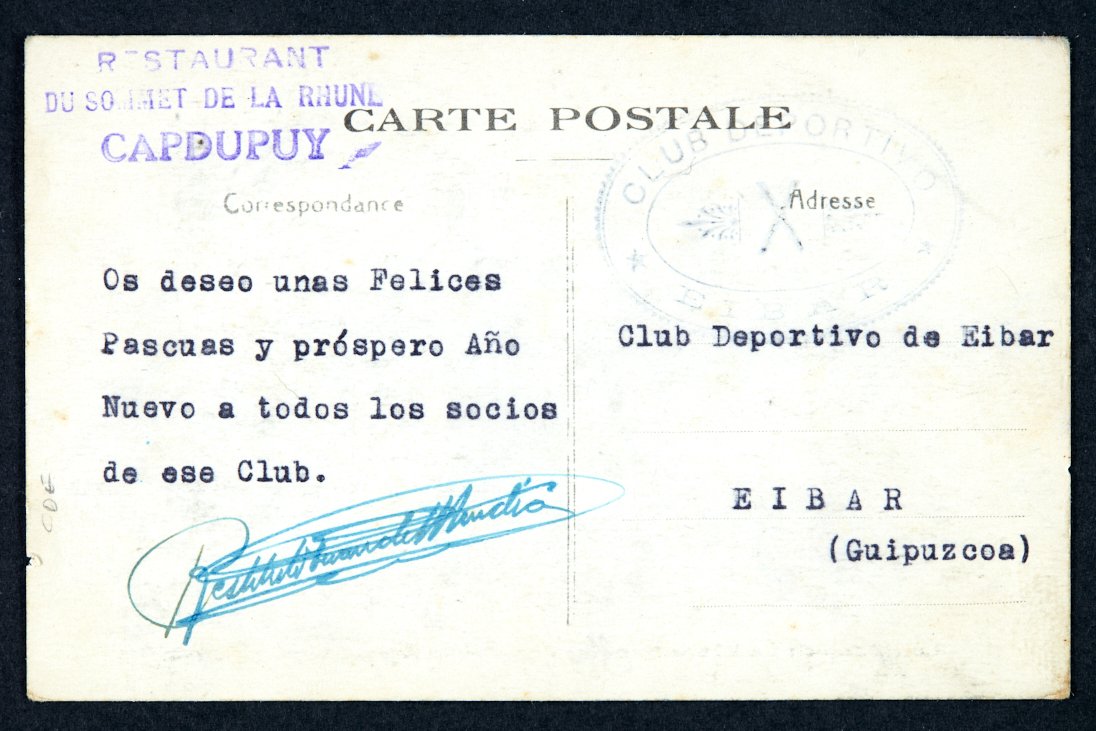 RESTAURANT
DU SOMMET DE LA RHUNE
CAPDUPUY
CARTE POSTALE
CLUB DEPORTIVO
EIBAR
Correspondance
Adresse
Os deseo unas Felices
Pascuas y próspero Año
Nuevo a todos los socios
de ese Club.
Club Deportivo de Eibar
EIBAR
(Guipuzcoa)
CDE